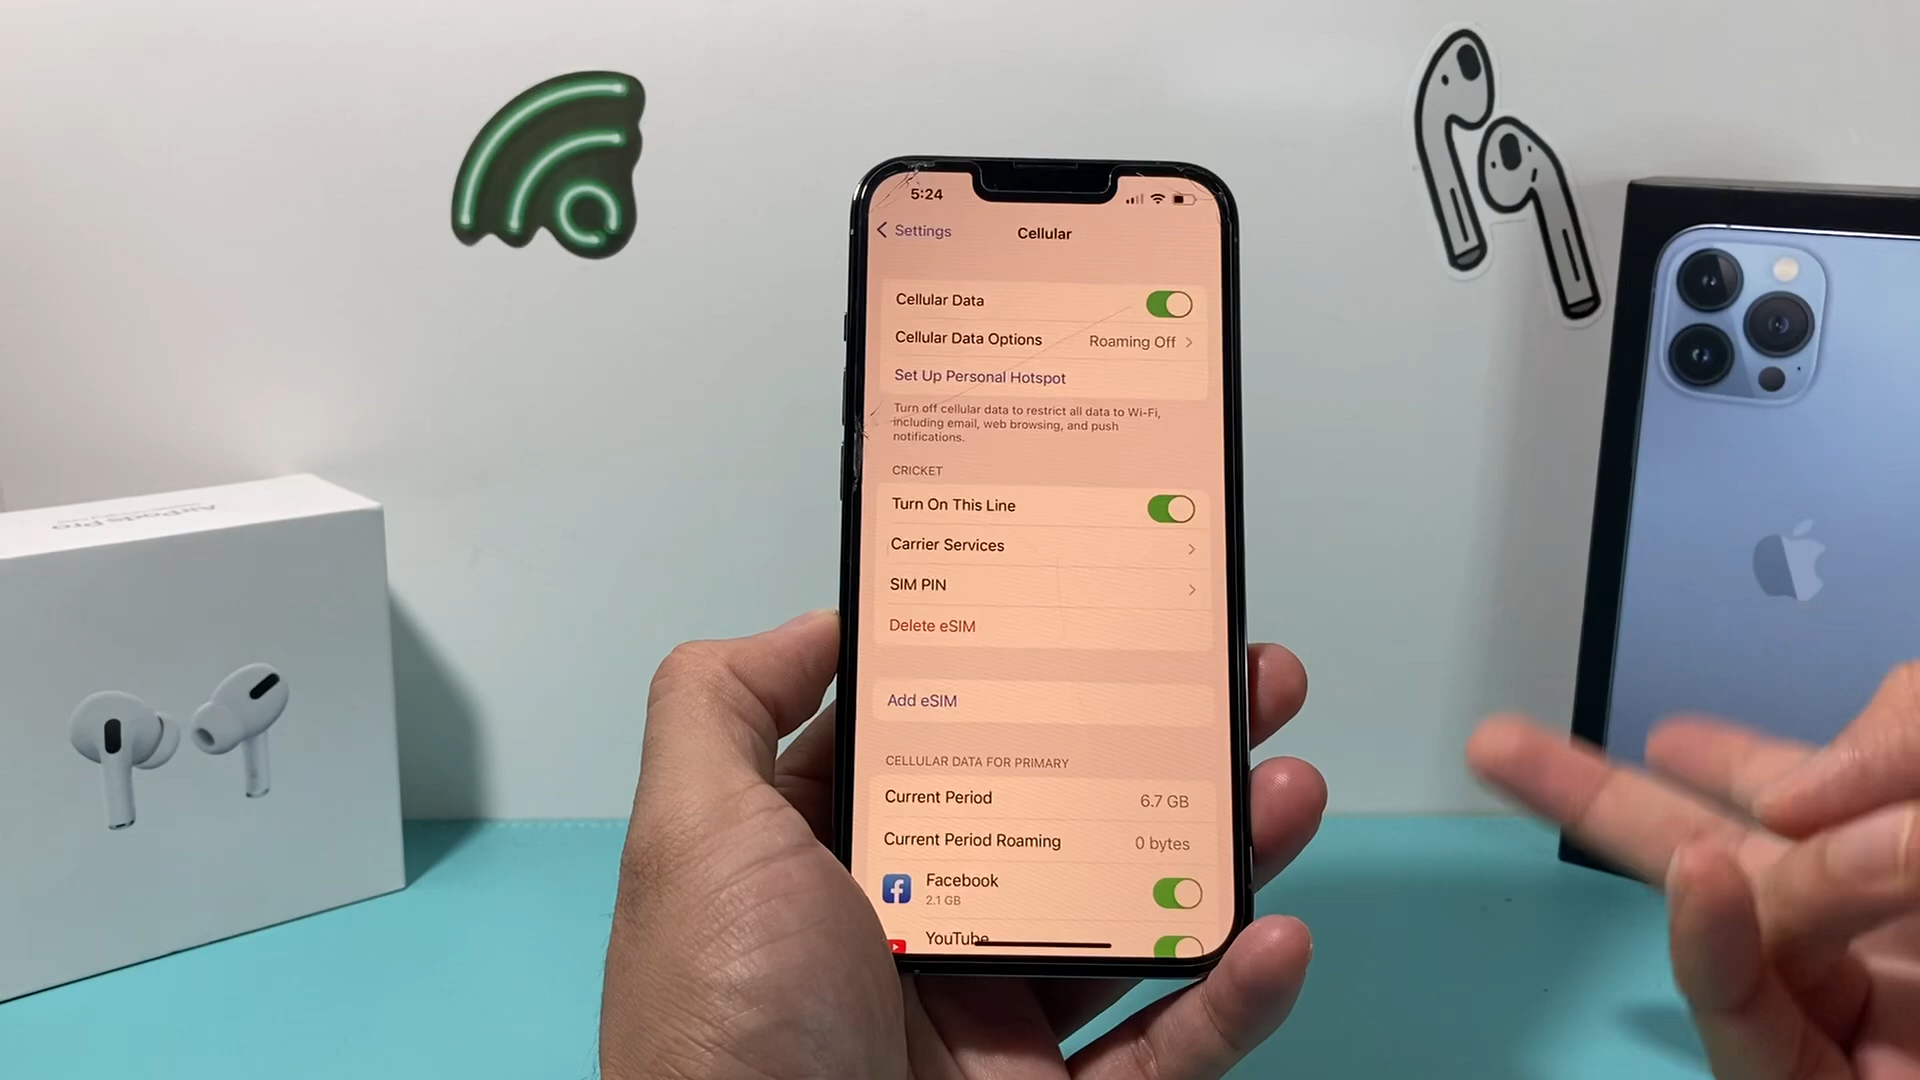 5:24
Settings
Cellular
Cellular Data
Cellular Data Options Roaming Off
Set Up Personal Hotspot
Turn off cellular data to restrict all data to Wi-Fi,
including email, web browsing, and push
notifications.
CRICKET
Turn On This Line
Carrier Services
SIM PIN
Delete eSIM
Add eSIM
CELLULAR DATA FOR PRIMARY
Current Period 6.7 GB
Current Period Roaming 0 bytes
Facebook
2.1 GB
YouTube
AirPods Pro